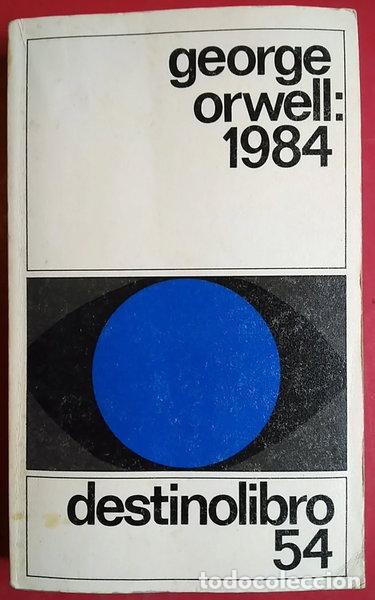 george
orwell:
1984
destinolibro
54
todocoleccion